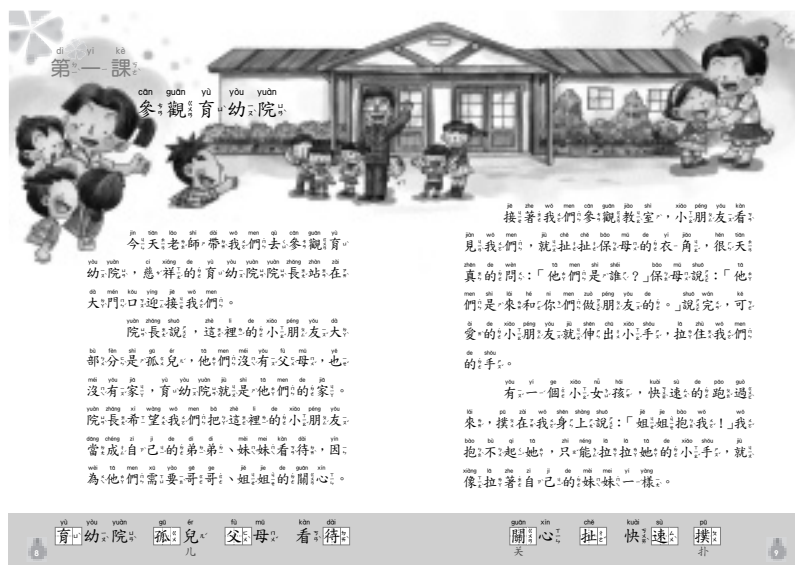 第一課
參觀育幼院
今天老師帶我們去參觀育
幼院，慈祥的育幼院院長站在
大門口迎接我們。
院長說，這裡的小朋友大
部分是孤兒，他們沒有父母，也
沒有家，育幼院就是他們的家。
院長希望我們把這裡的小朋友
當成自己的弟弟、妹妹看待，因
為他們需要哥哥、姐姐的關心。
接著我們參觀教室，小朋友看
見我們，就扯扯保母的衣角，很天
真的問：「他們是誰？」保母說：「他
們是來和你們做朋友的。」說完，可
愛的小朋友就伸出小手，拉住我們
的手。
有一個小女孩，快速的跑過
來，撲在我身上說：「姐姐抱我！」我
抱不起她，只能拉拉她的小手，就
像拉著自己的妹妹一樣。
育幼院 孤兒 父母 看待
儿
8
關心 扯 快速 撲
关 扑
9